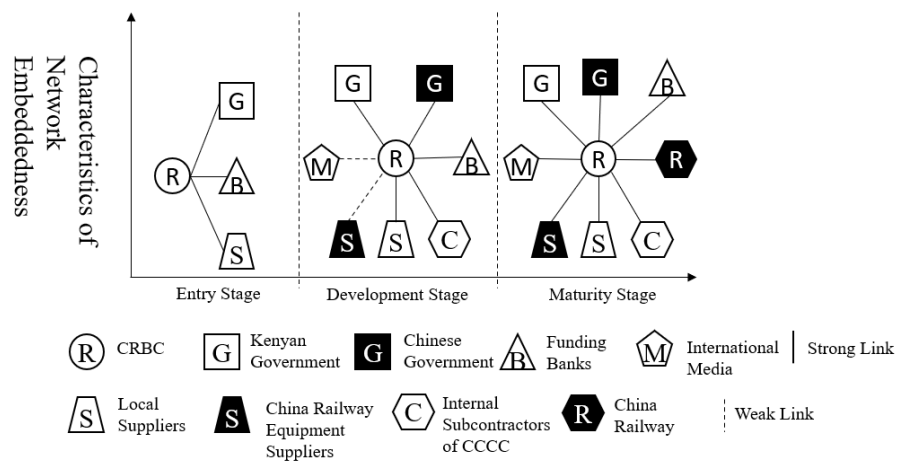 Characteristics of
Network
Embeddedness
G
R
B
S
G
G
M
R
B
S
S
C
G
G
B
M
R
R
S
S
C
Entry Stage
Development Stage
Maturity Stage
R
CRBC
G
Kenyan
Government
G
Chinese
Government
B
Funding
Banks
M
International
Media
Strong Link
S
Local
Suppliers
S
China Railway
Equipment
Suppliers
C
Internal
Subcontractors
of CCCC
R
China
Railway
Weak Link